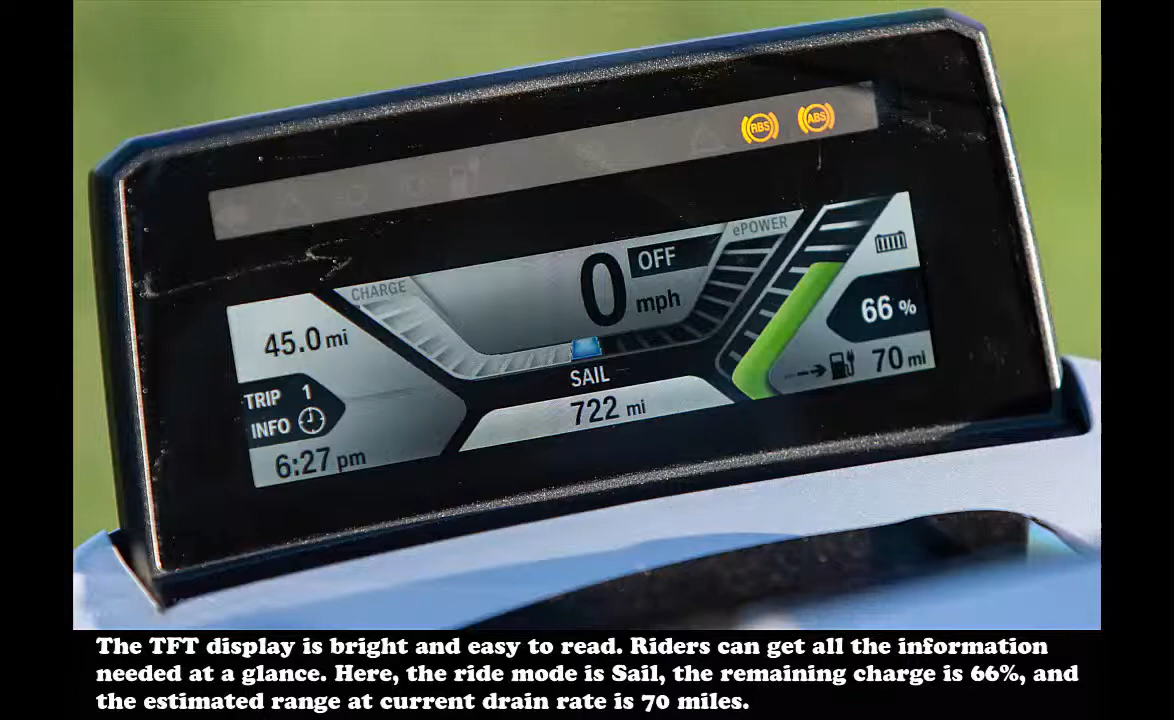 RBS
ABS
ePOWER
0 OFF
mph
CHARGE
45.0 mi
66 %
SAIL
70 mi
TRIP 1
INFO
722 mi
6:27 pm
The TFT display is bright and easy to read. Riders can get all the information
needed at a glance. Here, the ride mode is Sail, the remaining charge is 66%, and
the estimated range at current drain rate is 70 miles.